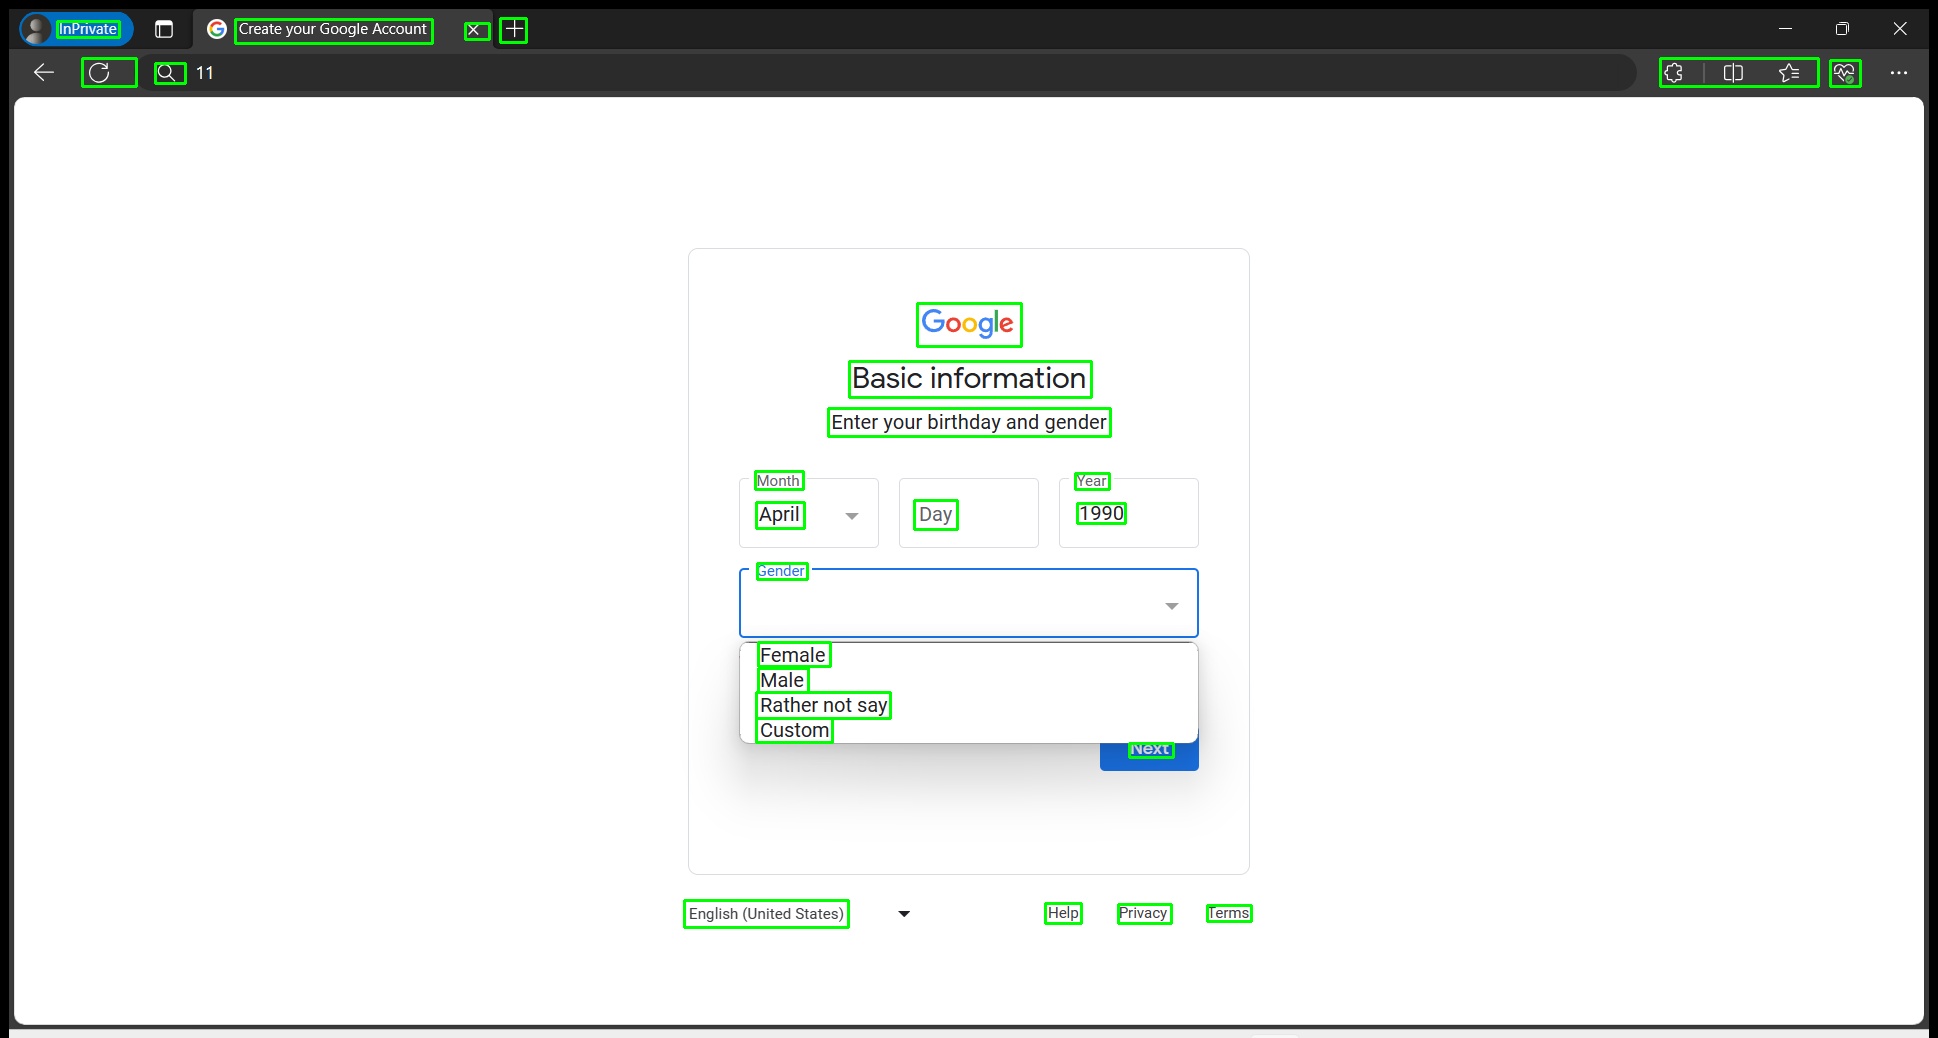 InPrivate
Create your Google Account
11
Google
Basic information
Enter your birthday and gender
Month
Year
April
Day
1990
Gender
Female
Male
Rather not say
Custom
Next
English (United States)
Help
Privacy
Terms